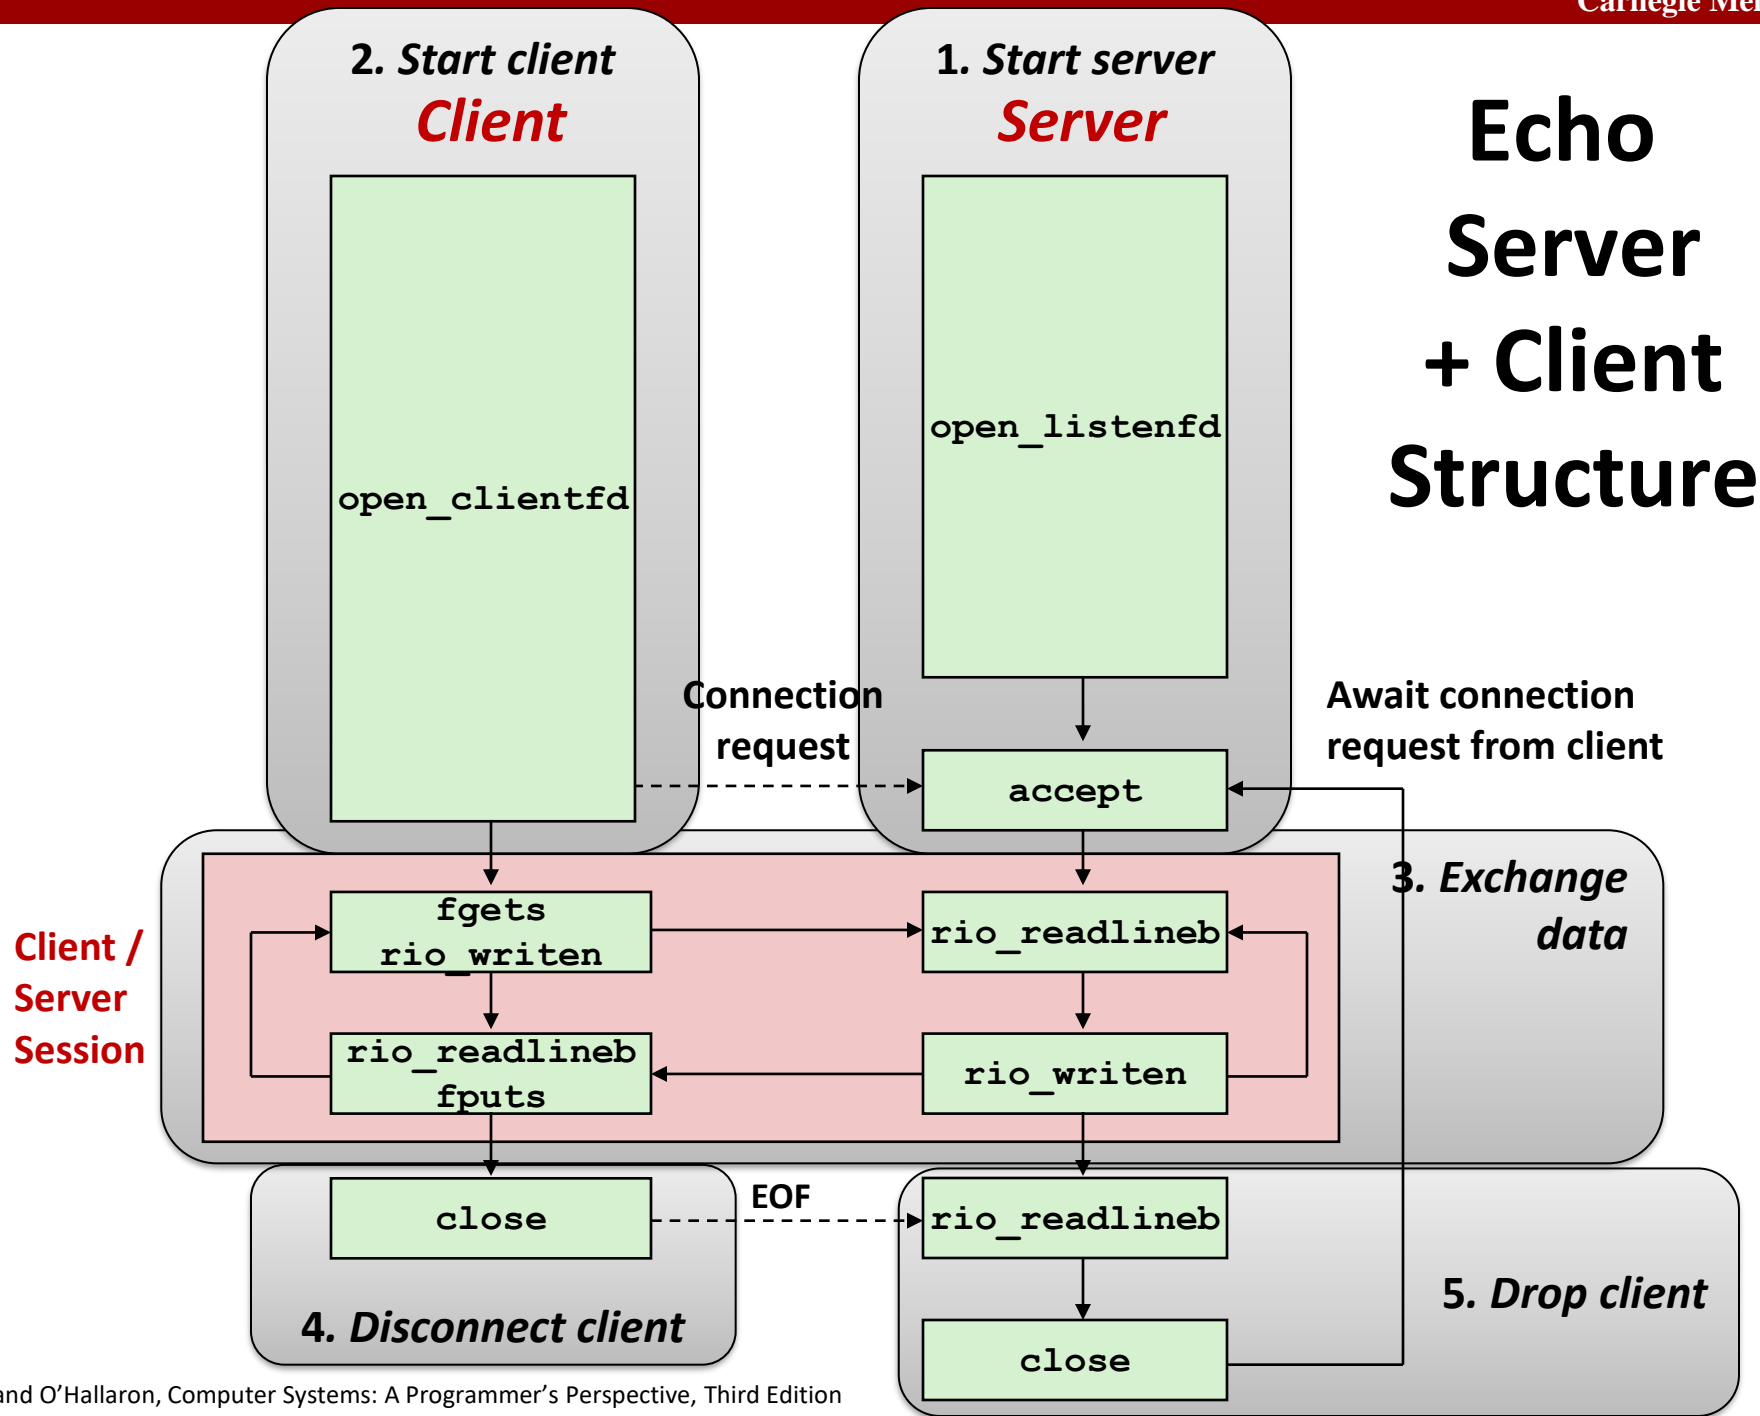 Carnegie Mel
2. Start client
Client
1. Start server
Server
Echo
Server
+ Client
Structure
open_listenfd
open_clientfd
Connection
request
Await connection
request from client
accept
3. Exchange
data
Client /
Server
Session
fgets
rio_writen
rio_readlineb
rio_readlineb
fputs
rio_writen
close
EOF
rio_readlineb
4. Disconnect client
5. Drop client
close
and O'Hallaron, Computer Systems: A Programmer's Perspective, Third Edition